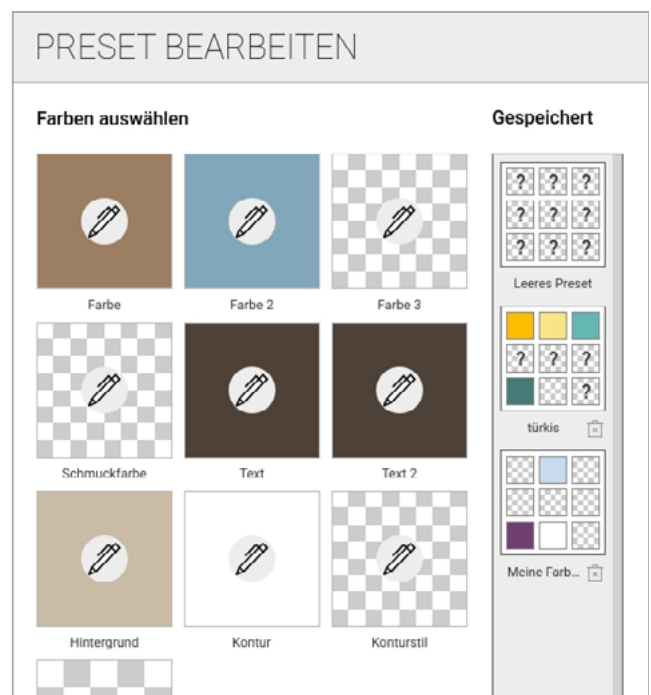 PRESET BEARBEITEN
Farben auswählen
Gespeichert
Farbe
Farbe 2
Farbe 3
Schmuckfarbe
Text
Text 2
Hintergrund
Kontur
Konturstil
? ? ?
? ? ?
? ? ?
Leeres Preset
? ? ?
?
türkis
Meine Farb...